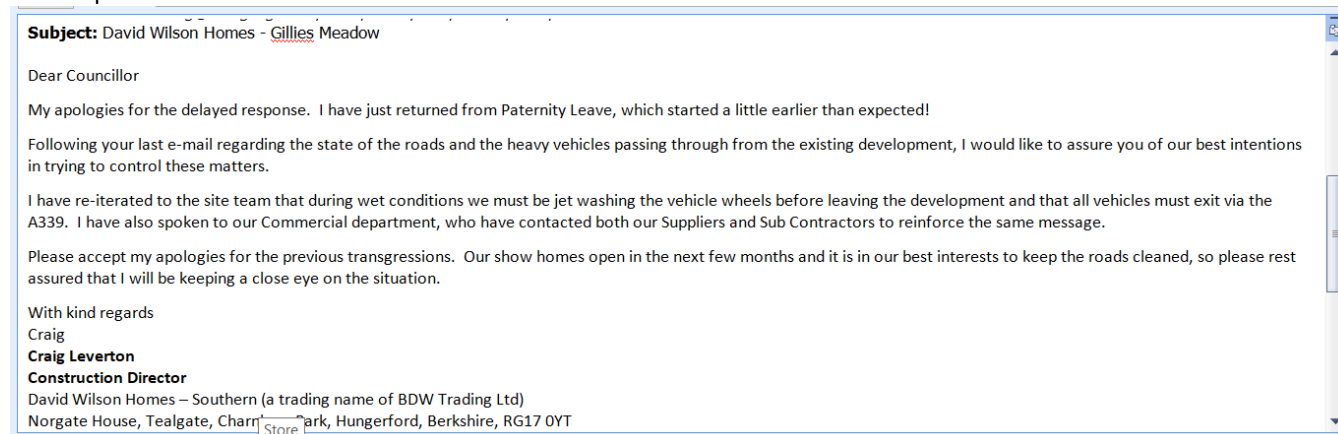 Subject: David Wilson Homes - Gillies Meadow
Dear Councillor
My apologies for the delayed response.  I have just returned from Paternity Leave, which started a little earlier than expected!
Following your last e-mail regarding the state of the roads and the heavy vehicles passing through from the existing development, I would like to assure you of our best intentions
in trying to control these matters.
I have re-iterated to the site team that during wet conditions we must be jet washing the vehicle wheels before leaving the development and that all vehicles must exit via the
A339.  I have also spoken to our Commercial department, who have contacted both our Suppliers and Sub Contractors to reinforce the same message.
Please accept my apologies for the previous transgressions.  Our show homes open in the next few months and it is in our best interests to keep the roads cleaned, so please rest
assured that I will be keeping a close eye on the situation.
With kind regards
Craig
Craig Leverton
Construction Director
David Wilson Homes – Southern (a trading name of BDW Trading Ltd)
Norgate House, Tealgate, Hungerford, Berkshire, RG17 0YT
Store